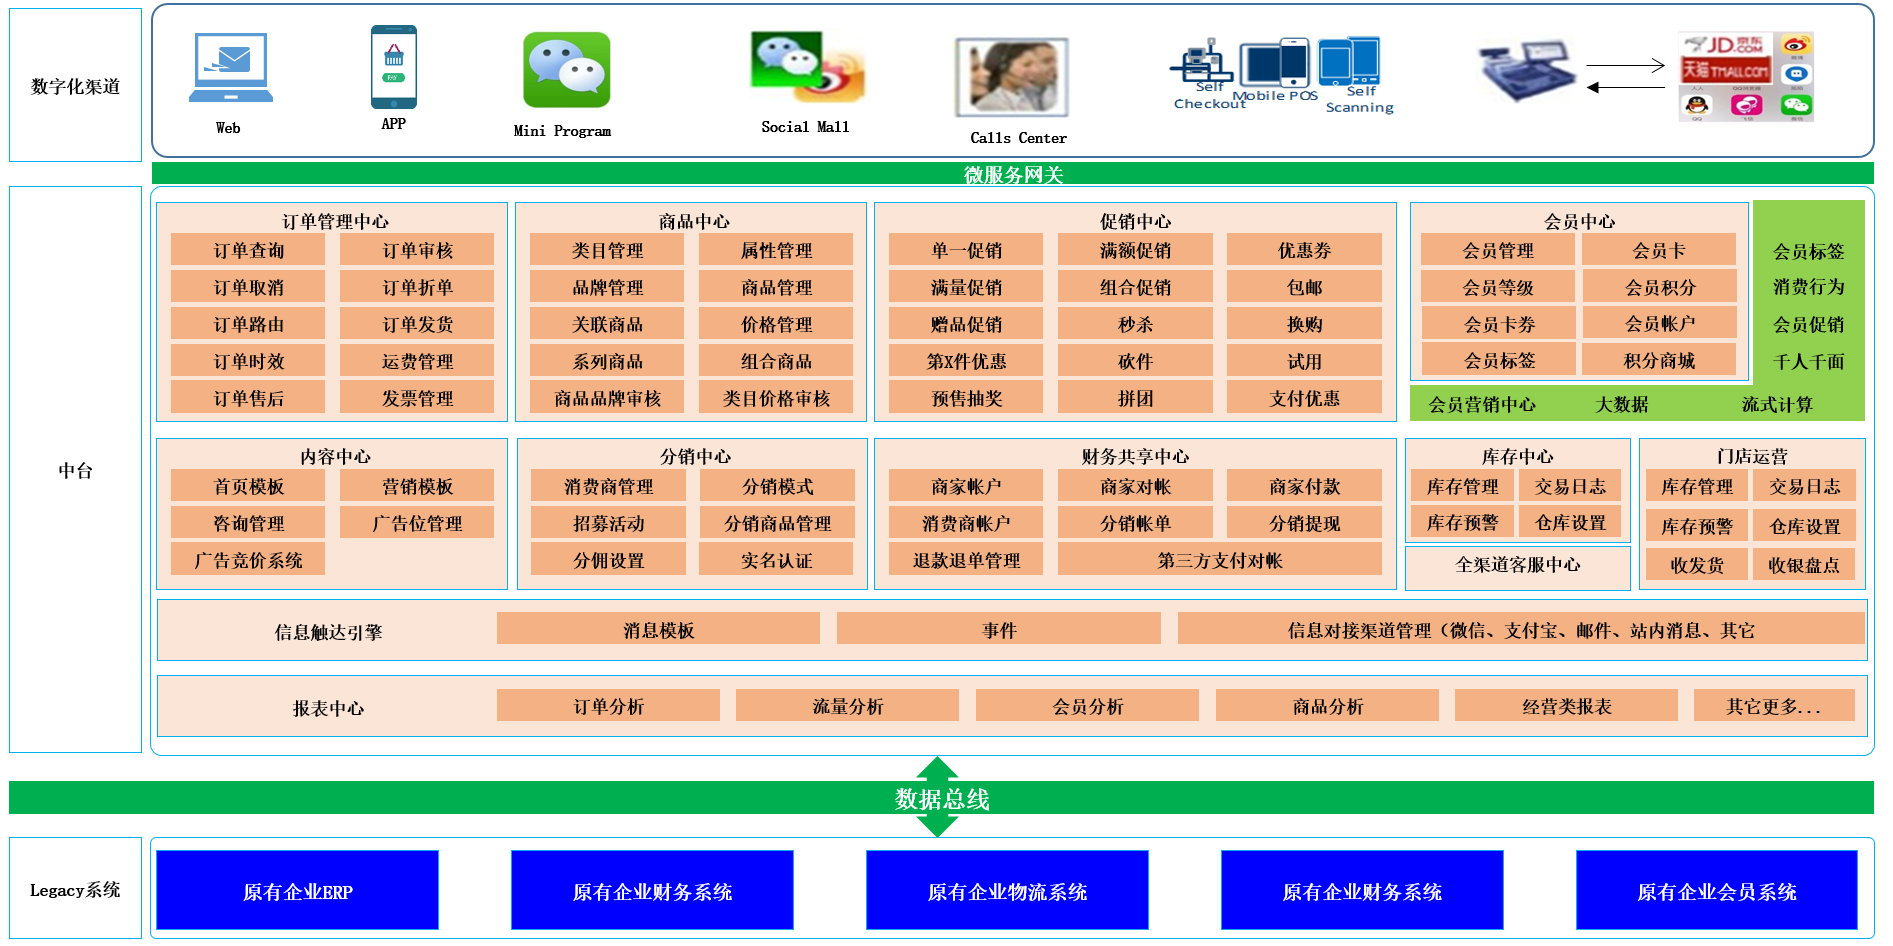 数字化渠道
Web
APP
PAY
Mini Program
Social Mall
Calls Center
Self
Checkout
Mobile POS
Self
Scanning
JD.COM
京东
天猫 TMALL.COM
QQ
微服务网关
中台
订单管理中心
订单查询
订单审核
订单取消
订单折单
订单路由
订单发货
订单时效
运费管理
订单售后
发票管理
商品中心
类目管理
属性管理
品牌管理
商品管理
关联商品
价格管理
系列商品
组合商品
商品品牌审核
类目价格审核
促销中心
单一促销
满额促销
优惠券
满量促销
组合促销
包邮
赠品促销
秒杀
换购
第X件优惠
砍件
试用
预售抽奖
拼团
支付优惠
会员中心
会员管理
会员卡
会员等级
会员积分
会员卡券
会员帐户
会员标签
积分商城
会员标签
消费行为
会员促销
千人千面
会员营销中心
大数据
流式计算
内容中心
首页模板
营销模板
咨询管理
广告位管理
广告竞价系统
分销中心
消费商管理
分销模式
招募活动
分销商品管理
分佣设置
实名认证
财务共享中心
商家帐户
商家对帐
商家付款
消费商帐户
分销帐单
分销提现
退款退单管理
第三方支付对帐
库存中心
库存管理
交易日志
库存预警
仓库设置
全渠道客服中心
门店运营
库存管理
交易日志
库存预警
仓库设置
收发货
收银盘点
信息触达引擎
消息模板
事件
信息对接渠道管理（微信、支付宝、邮件、站内消息、其它
报表中心
订单分析
流量分析
会员分析
商品分析
经营类报表
其它更多...
数据总线
Legacy系统
原有企业ERP
原有企业财务系统
原有企业物流系统
原有企业财务系统
原有企业会员系统